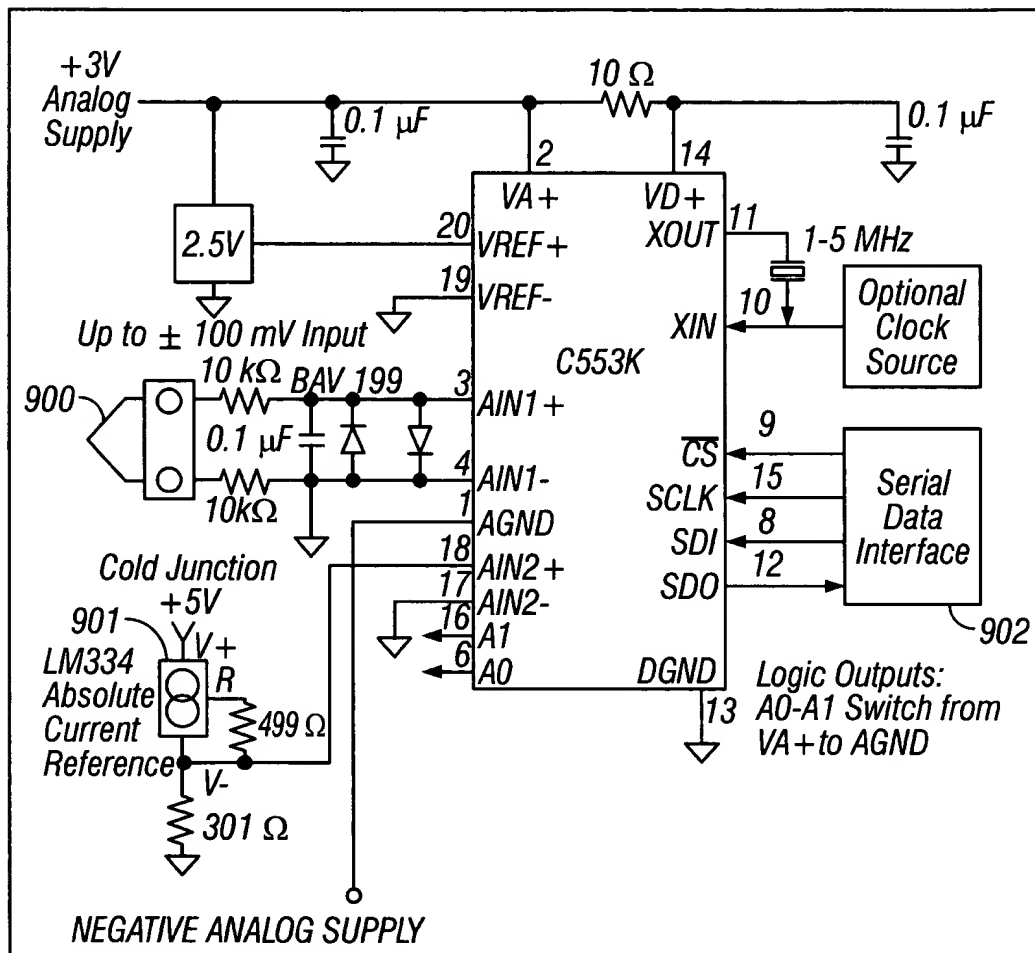 +3V
Analog
Supply
0.1 µF
10 Ω
0.1 µF
2
14
VA+
VD+
2.5V
20
VREF+
19
VREF-
XOUT
11
1-5 MHz
10
XIN
Optional
Clock
Source
C553K
Up to ± 100 mV Input
900
10 kΩ
BAV 199
3
AIN1+
0.1 µF
4
AIN1-
10kΩ
1
AGND
18
AIN2+
17
AIN2-
16
A1
6
A0
9
CS
15
SCLK
8
SDI
12
SDO
Serial
Data
Interface
902
DGND
13
Logic Outputs:
A0-A1 Switch from
VA+ to AGND
Cold Junction
+5V
901
V+
R
LM334
Absolute
Current
Reference
499 Ω
V-
301 Ω
NEGATIVE ANALOG SUPPLY